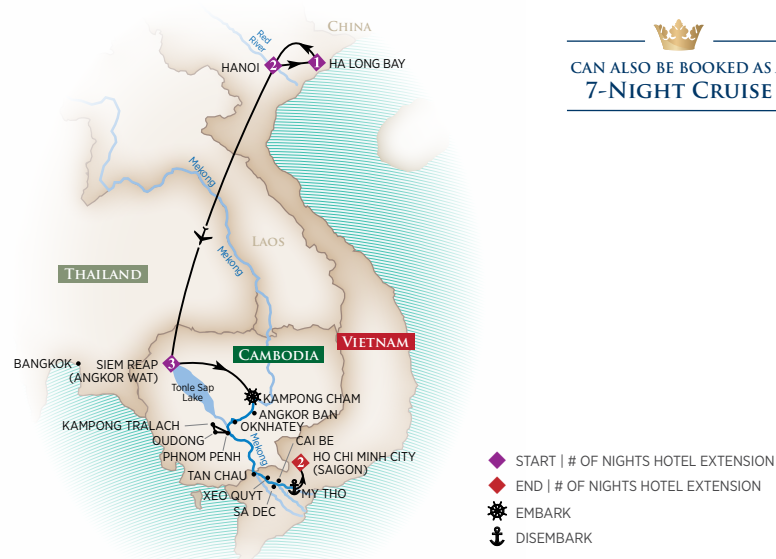 CHINA
Red
River
HANOI
2
1
HA LONG BAY
CAN ALSO BE BOOKED AS
7-NIGHT CRUISE
Mekong
LAOS
Mekong
THAILAND
VIETNAM
CAMBODIA
BANGKOK
SIEM REAP
(ANGKOR WAT)
3
Tonle Sap
Lake
KAMPONG CHAM
ANGKOR BAN
OKNHATEY
KAMPONG TRALACH
OUDONG
PHNOM PENH
Mekong
CAI BE
2
HO CHI MINH CITY
(SAIGON)
TAN CHAU
XEO QUYT
SA DEC
MY THO
START | # OF NIGHTS HOTEL EXTENSION
END | # OF NIGHTS HOTEL EXTENSION
EMBARK
DISEMBARK